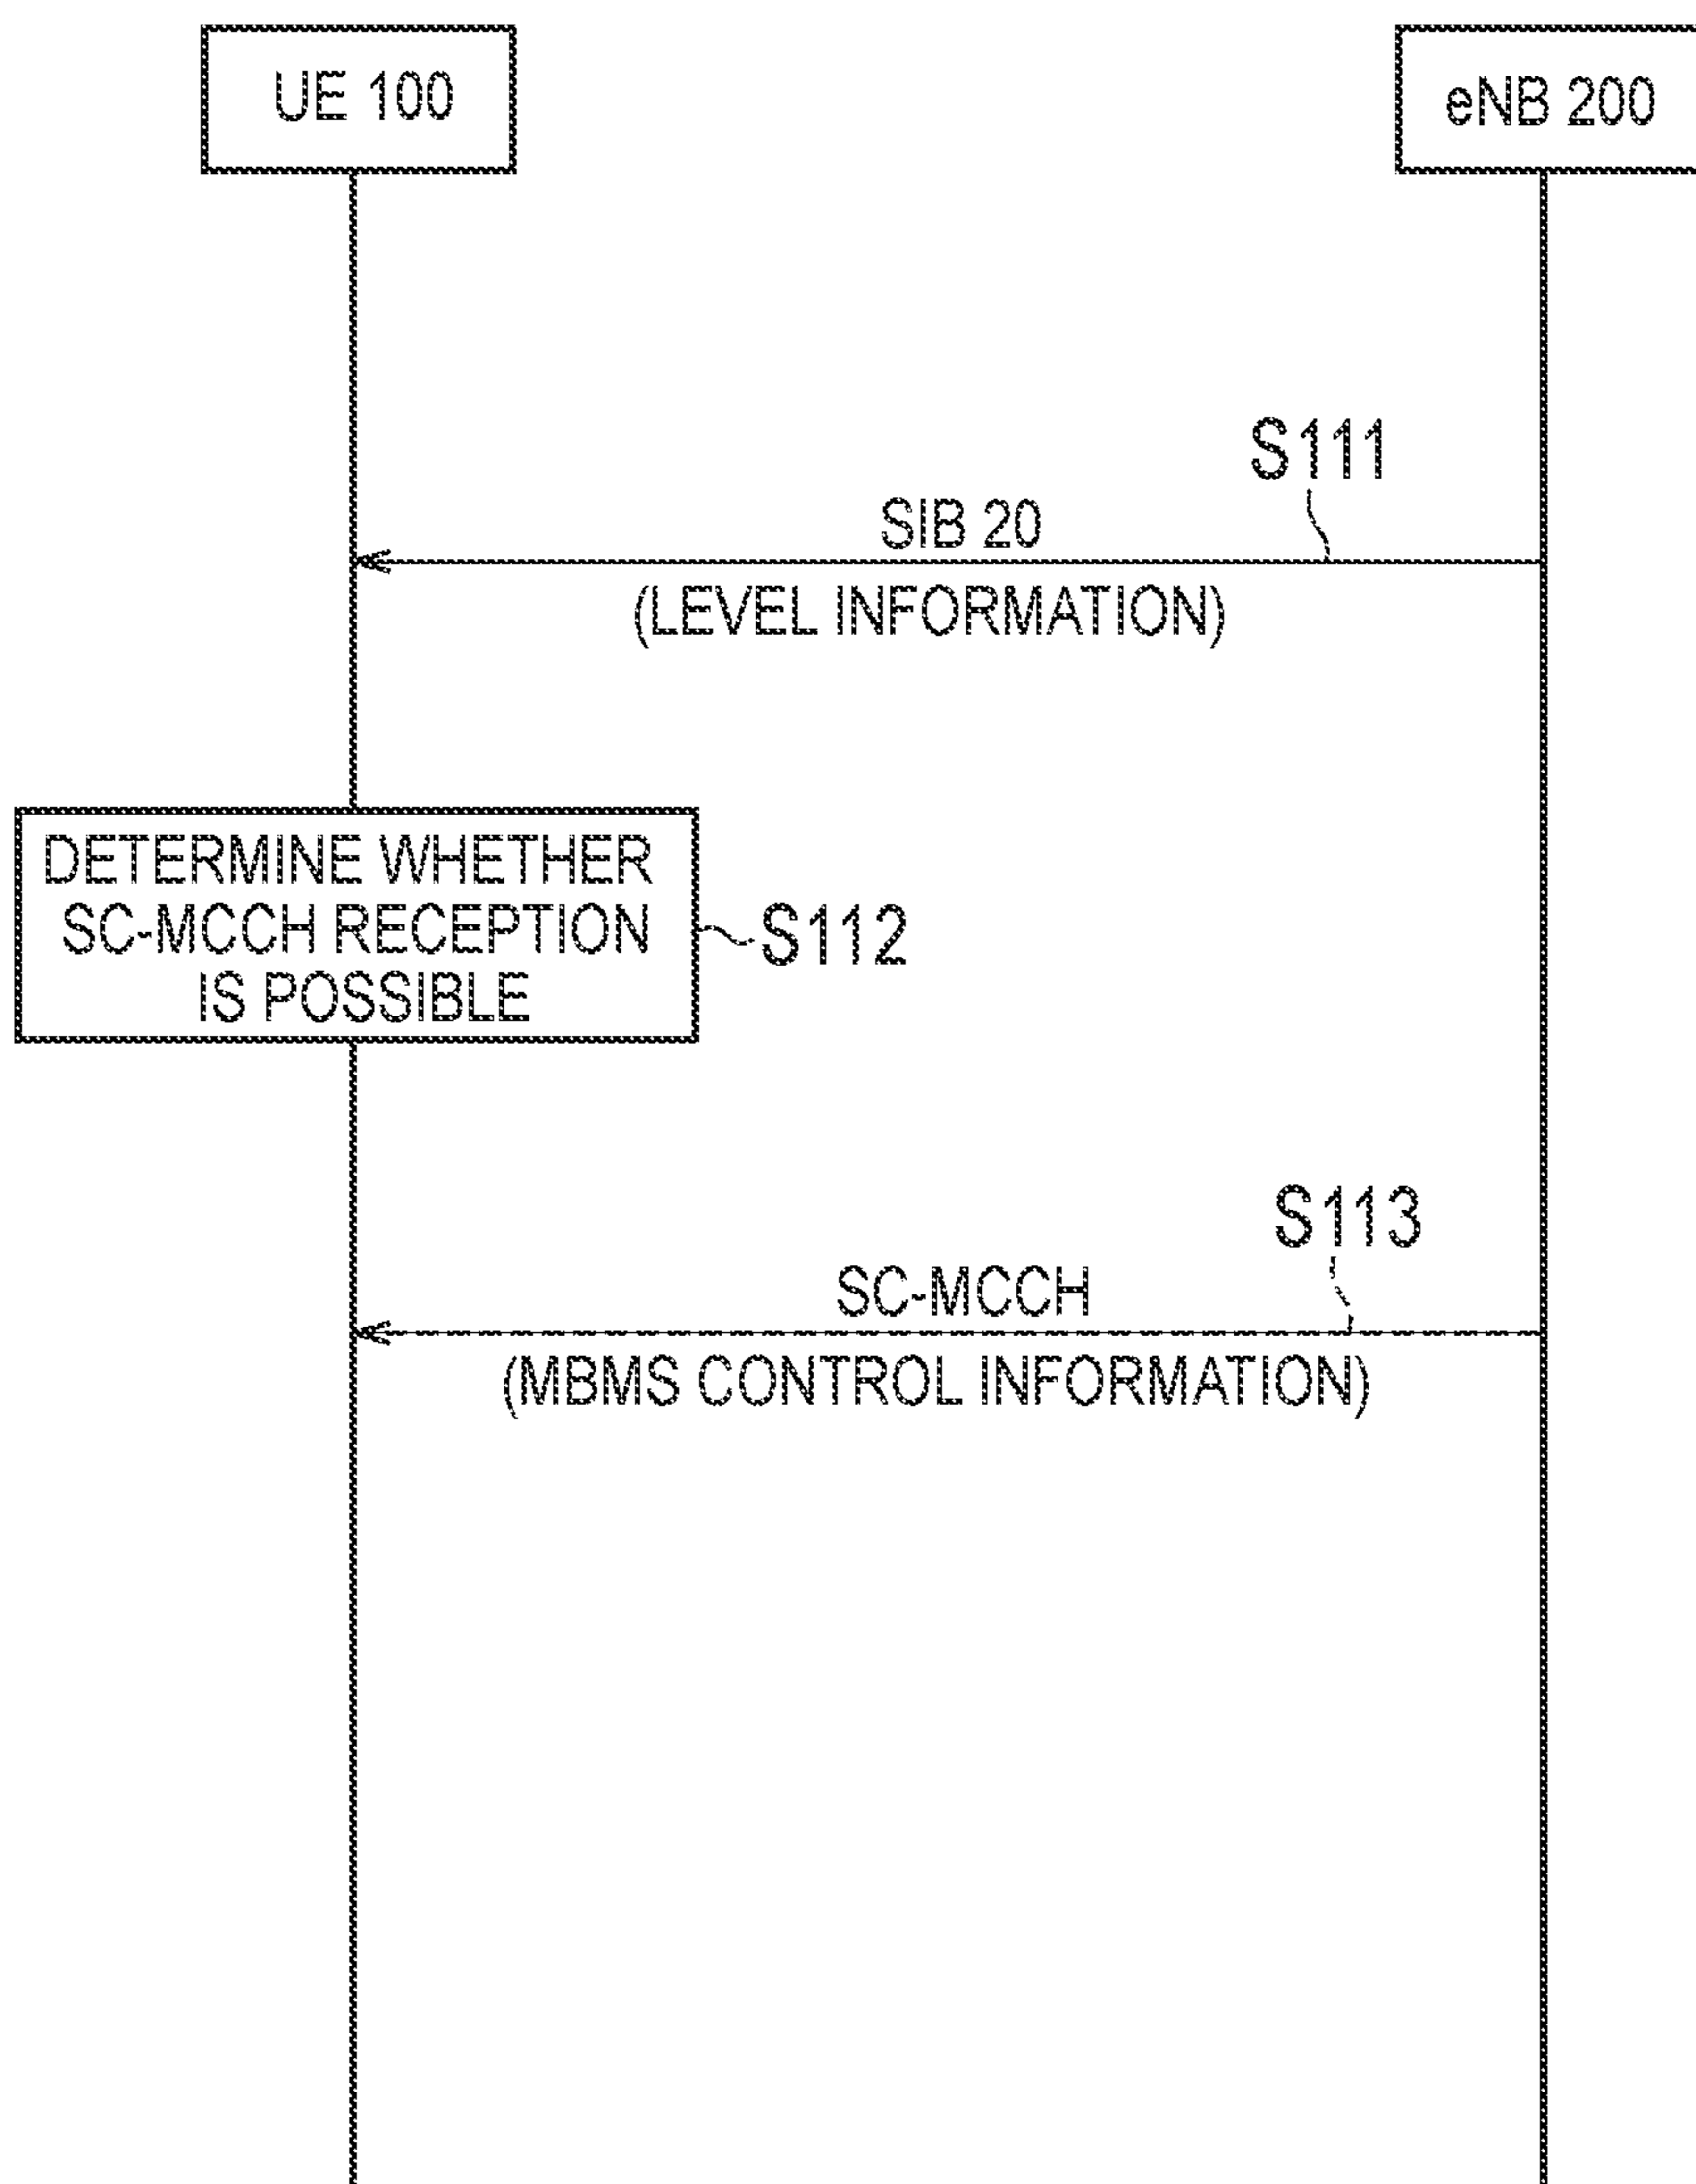 UE 100
eNB 200
S111
SIB 20
(LEVEL INFORMATION)
DETERMINE WHETHER
SC-MCCH RECEPTION
IS POSSIBLE
S112
S113
SC-MCCH
(MBMS CONTROL INFORMATION)